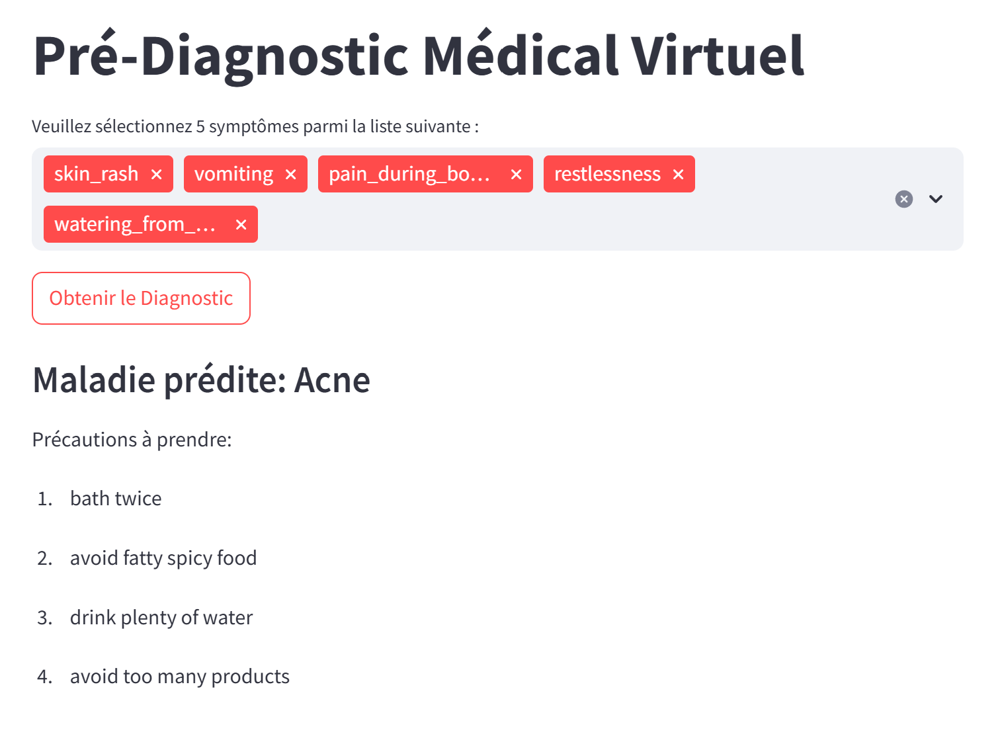 Pré-Diagnostic Médical Virtuel
Veuillez sélectionnez 5 symptômes parmi la liste suivante :
skin_rash × vomiting × pain_during_bo... × restlessness ×
watering_from_... ×
Obtenir le Diagnostic
Maladie prédite: Acne
Précautions à prendre:
1. bath twice
2. avoid fatty spicy food
3. drink plenty of water
4. avoid too many products